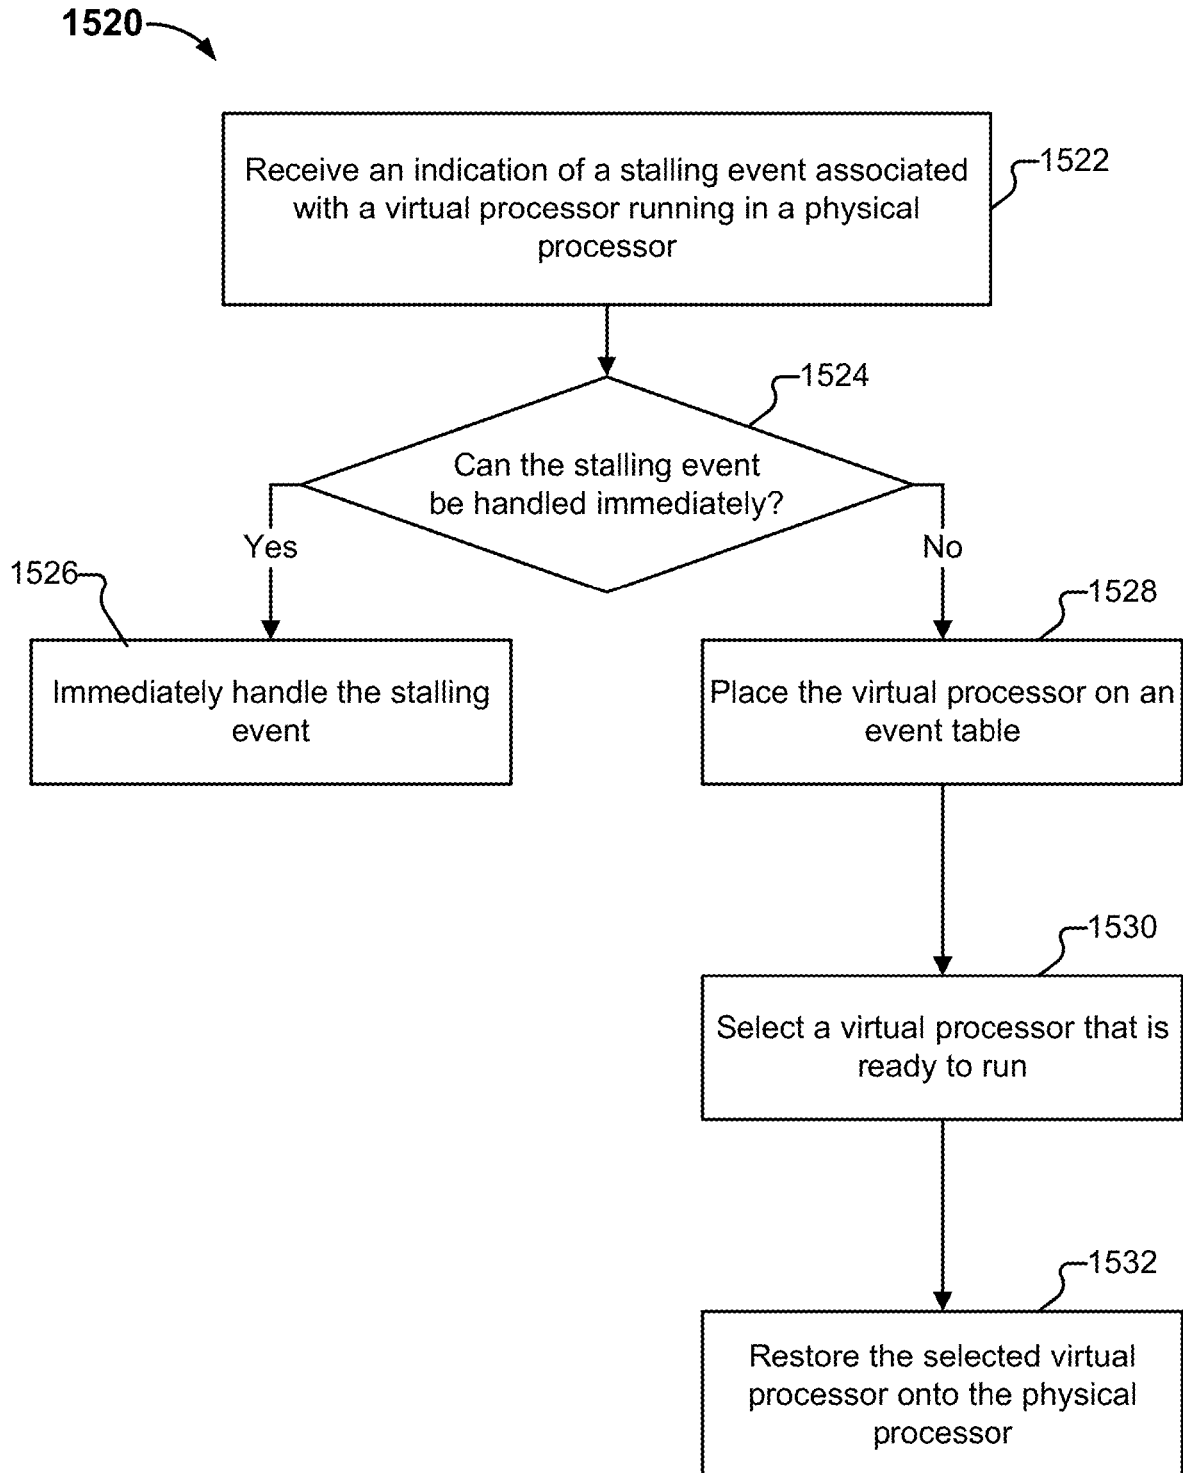 1520
Receive an indication of a stalling event associated
with a virtual processor running in a physical
processor
1522
1524
Can the stalling event
be handled immediately?
Yes
No
1526
1528
Immediately handle the stalling
event
Place the virtual processor on an
event table
1530
Select a virtual processor that is
ready to run
1532
Restore the selected virtual
processor onto the physical
processor